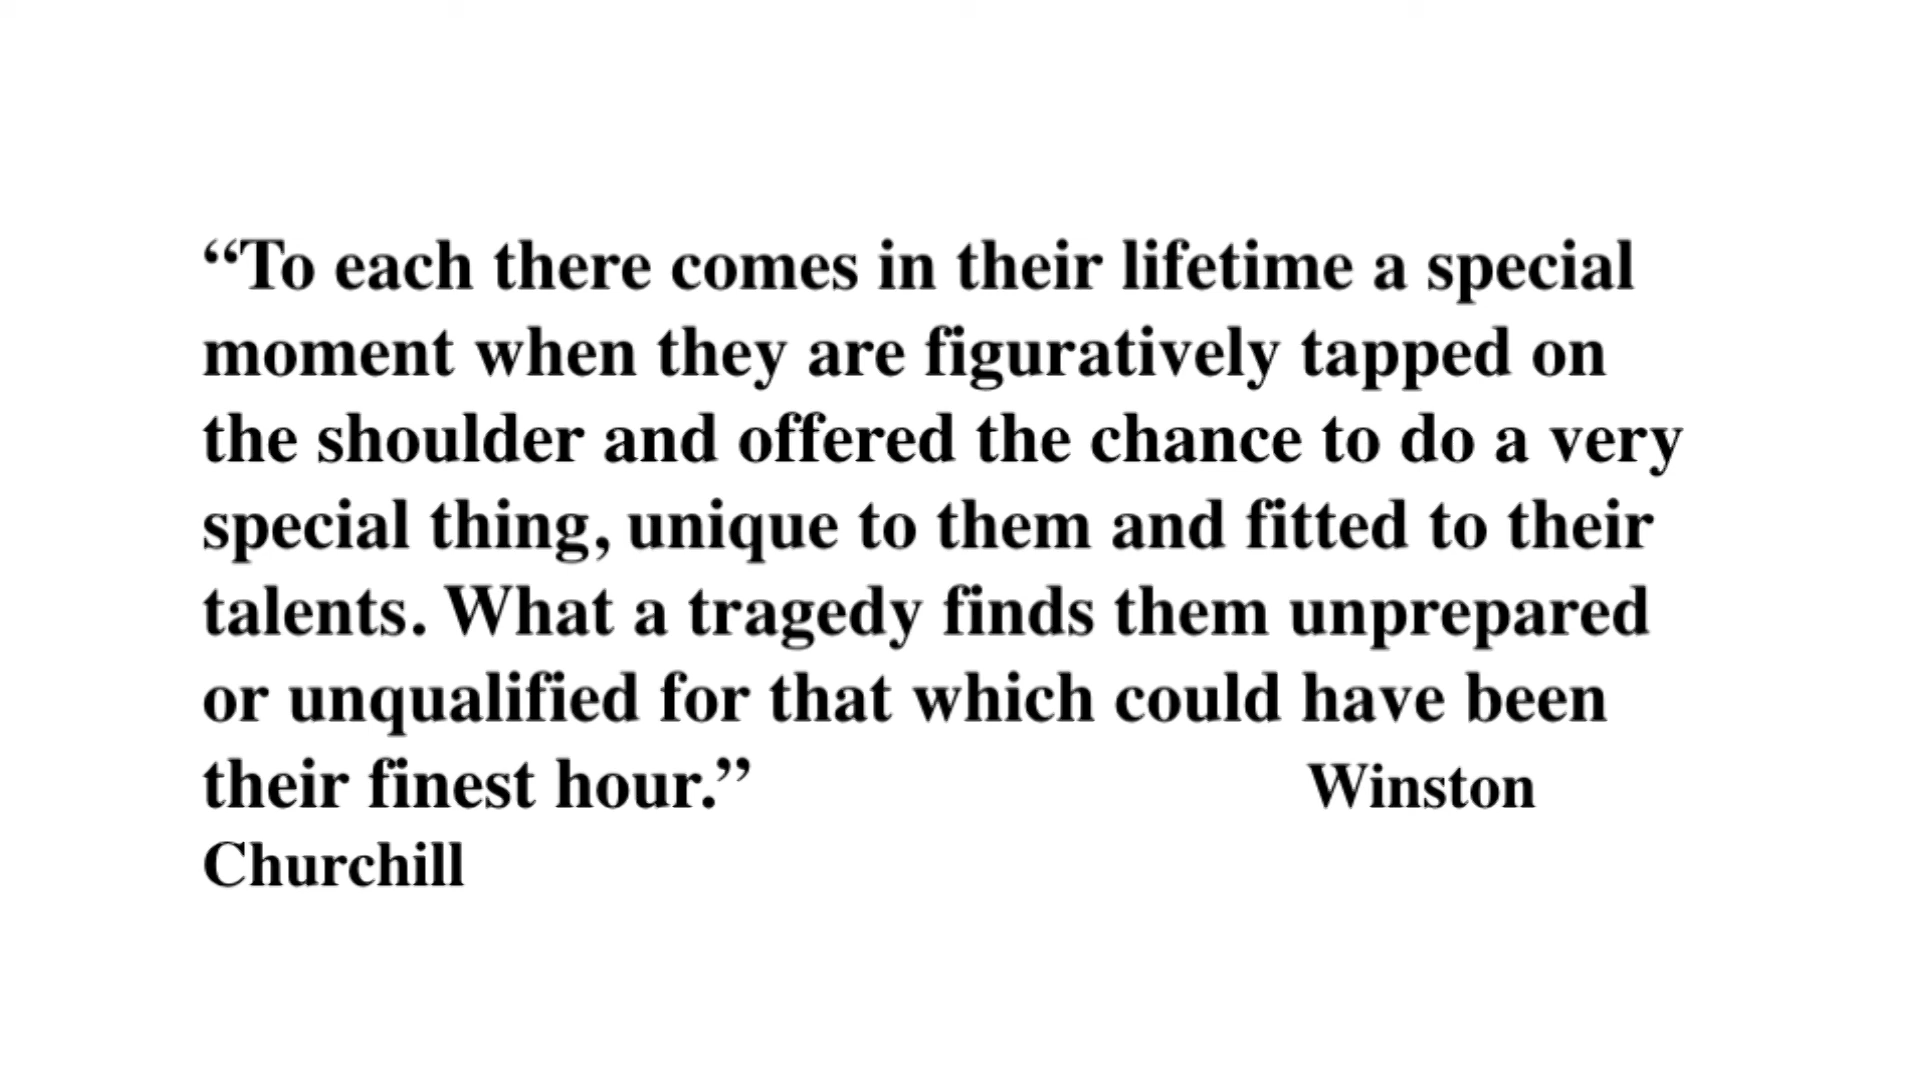 “To each there comes in their lifetime a special
moment when they are figuratively tapped on
the shoulder and offered the chance to do a very
special thing, unique to them and fitted to their
talents. What a tragedy finds them unprepared
or unqualified for that which could have been
their finest hour.” Winston
Churchill